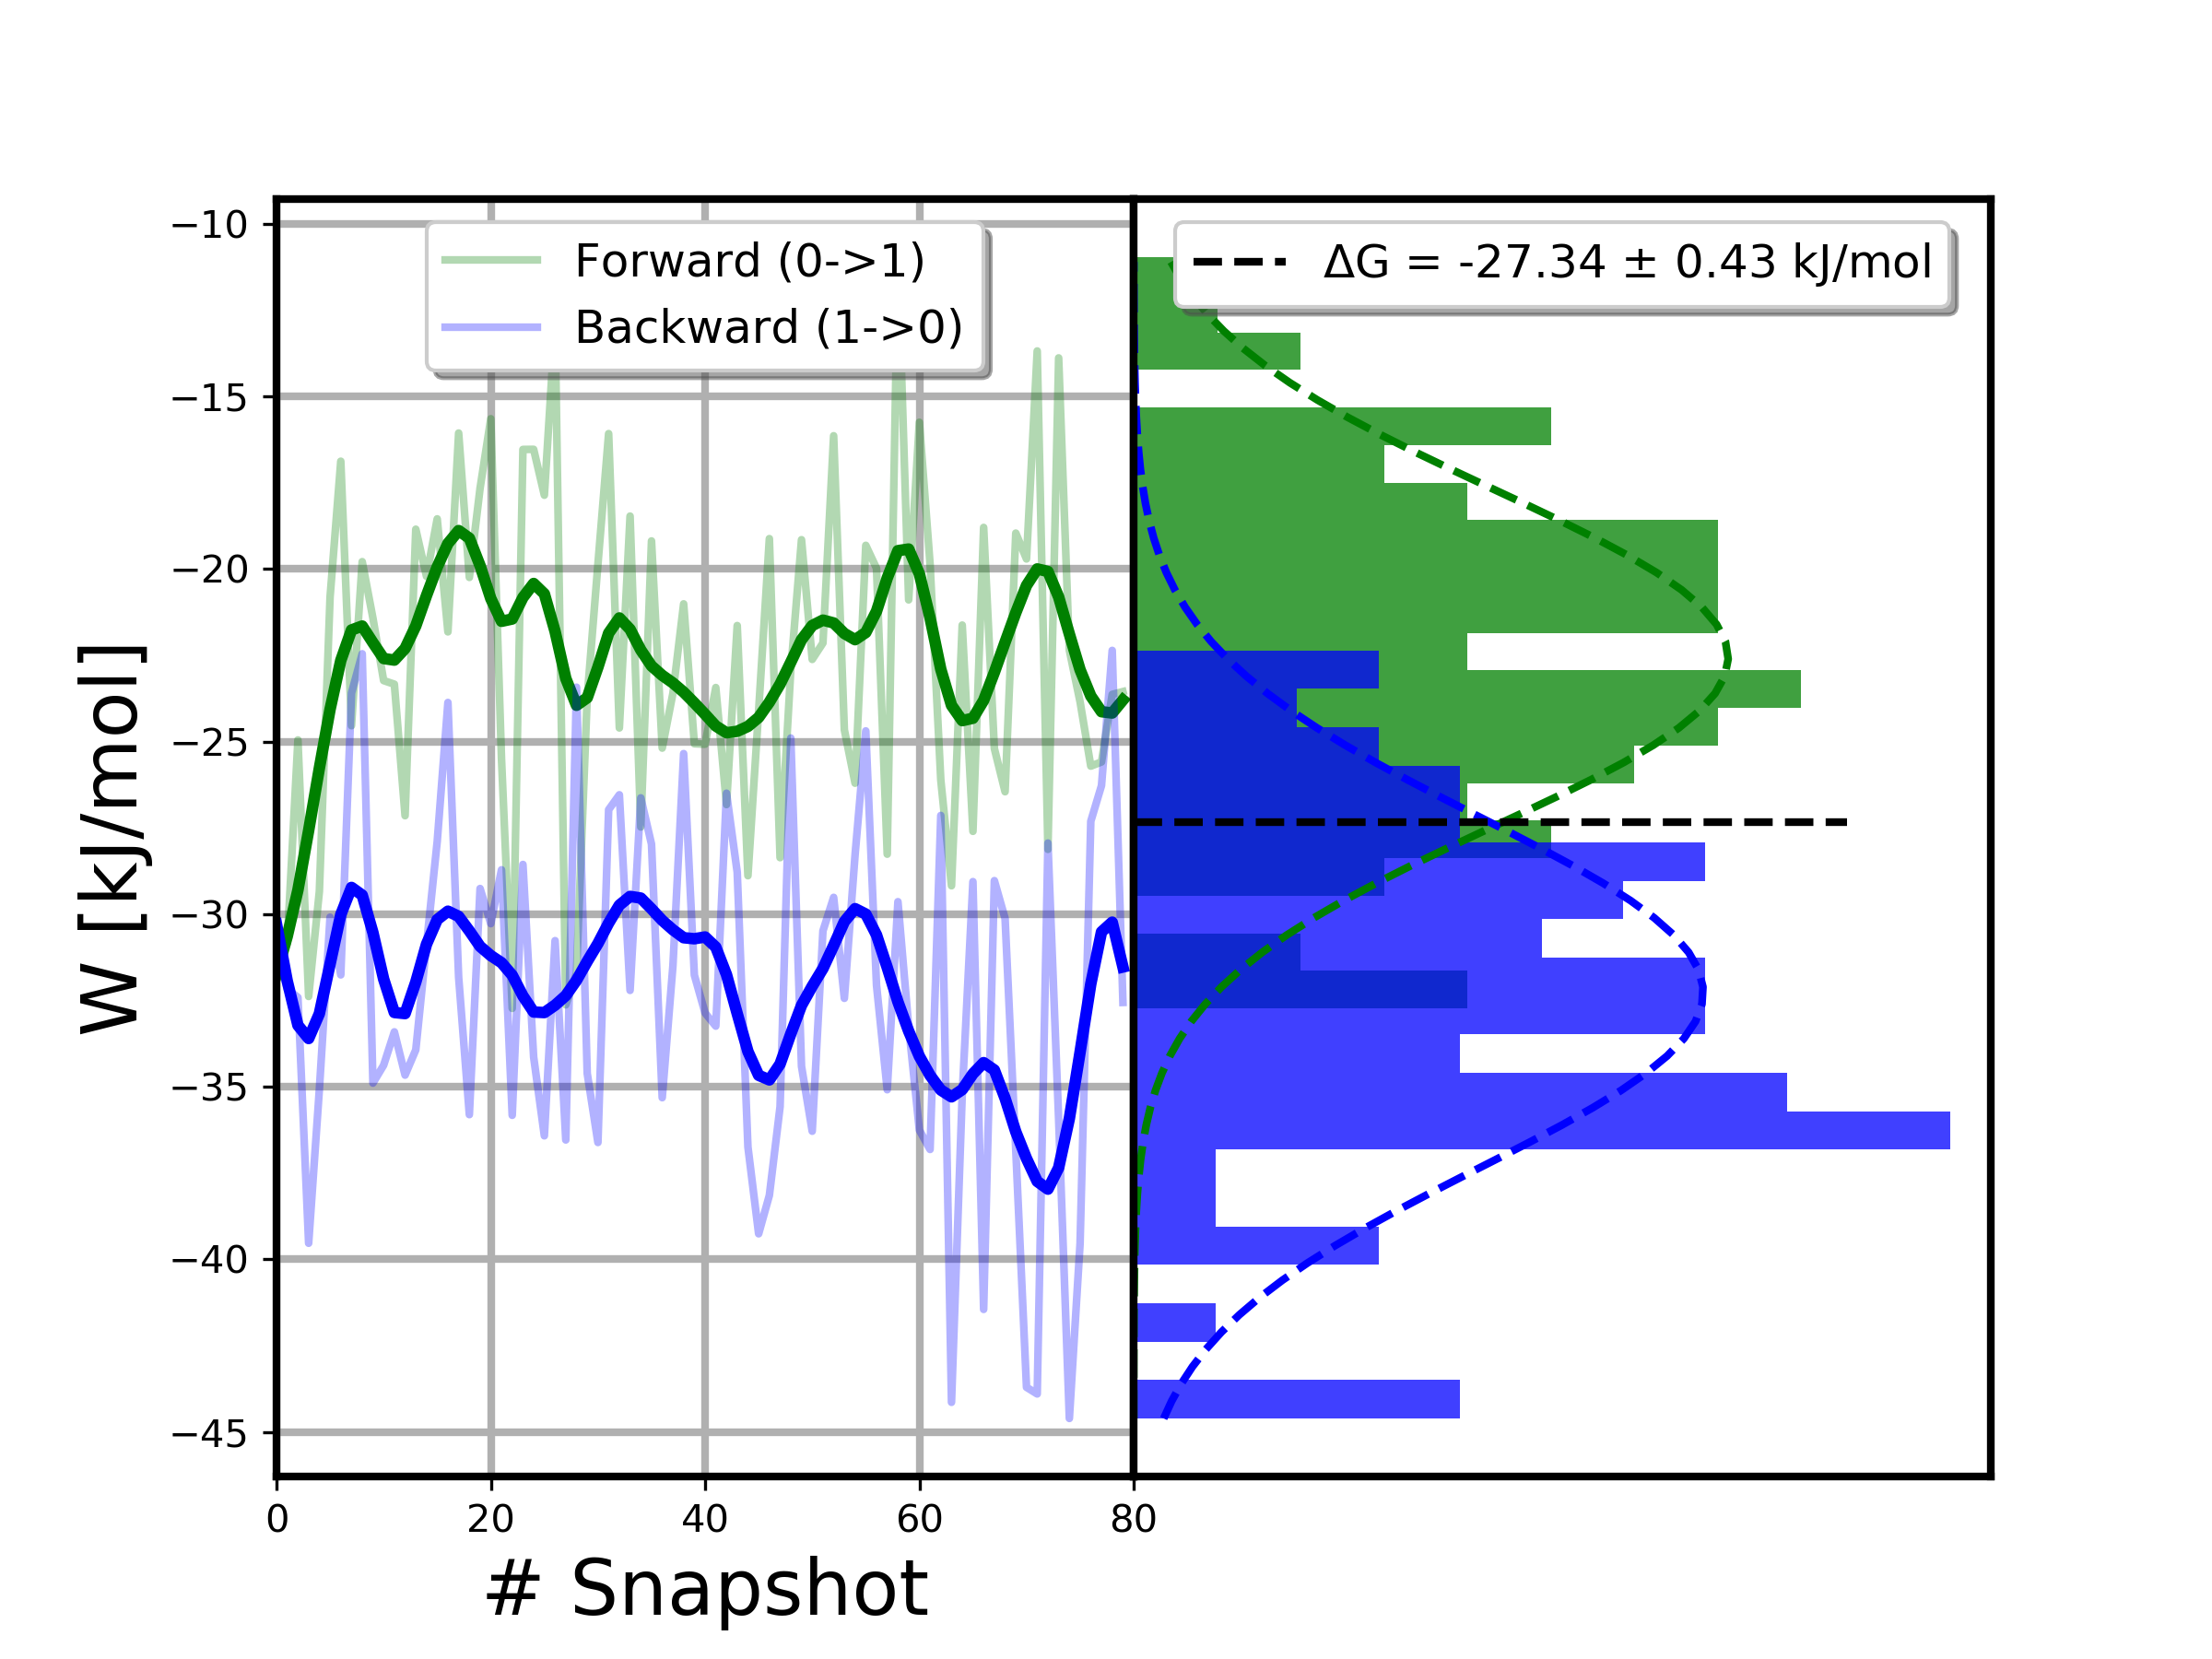 Forward (0->1)
Backward (1->0)
ΔG = -27.34 ± 0.43 kJ/mol
W [kJ/mol]
−10
−15
−20
−25
−30
−35
−40
−45
0 20 40 60 80
# Snapshot